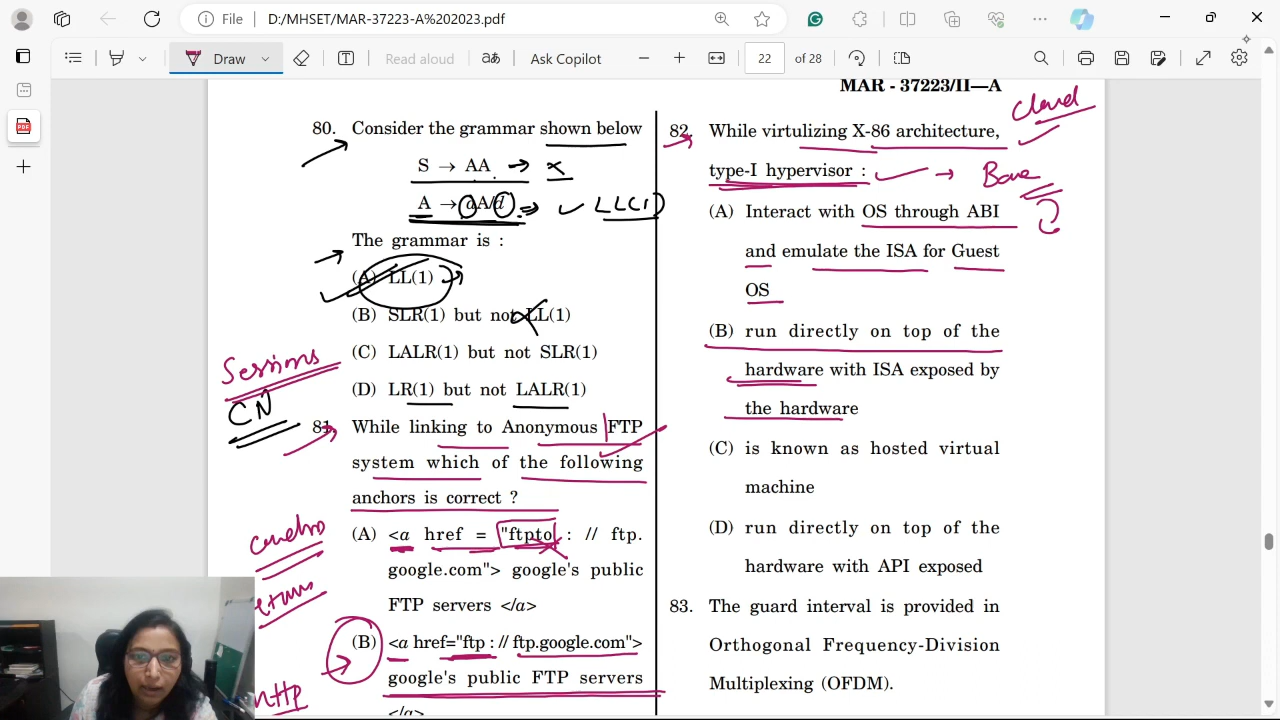 File
D:/MHSET/MAR-37223-A%202023.pdf
Draw
Read aloud
aあ
Ask Copilot
22
of 28
MAR - 37223/II—A
80. Consider the grammar shown below
S → AA → x
A → aA/d ⇒ ✓ LL(1)
The grammar is :
(A) LL(1)
(B) SLR(1) but not LL(1)
(C) LALR(1) but not SLR(1)
(D) LR(1) but not LALR(1)
Sessions
CN
81. While linking to Anonymous FTP
system which of the following
anchors is correct ?
(A) <a href = "ftpto : // ftp.
google.com"> google's public
FTP servers </a>
(B) <a href="ftp : // ftp.google.com">
google's public FTP servers
</a>
Http
82. While virtulizing X-86 architecture,
type-I hypervisor :
cloud
→ Bare
(A) Interact with OS through ABI
and emulate the ISA for Guest
OS
(B) run directly on top of the
hardware with ISA exposed by
the hardware
(C) is known as hosted virtual
machine
(D) run directly on top of the
hardware with API exposed
83. The guard interval is provided in
Orthogonal Frequency-Division
Multiplexing (OFDM).